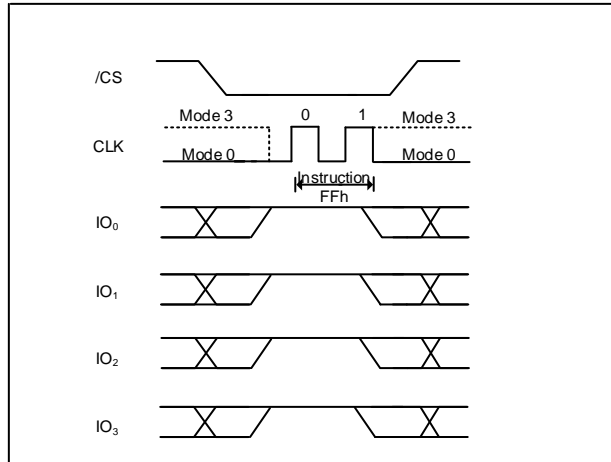 /CS
Mode 3 0 1 Mode 3
CLK
Mode 0 Mode 0
Instruction
FFh
IO₀
IO₁
IO₂
IO₃